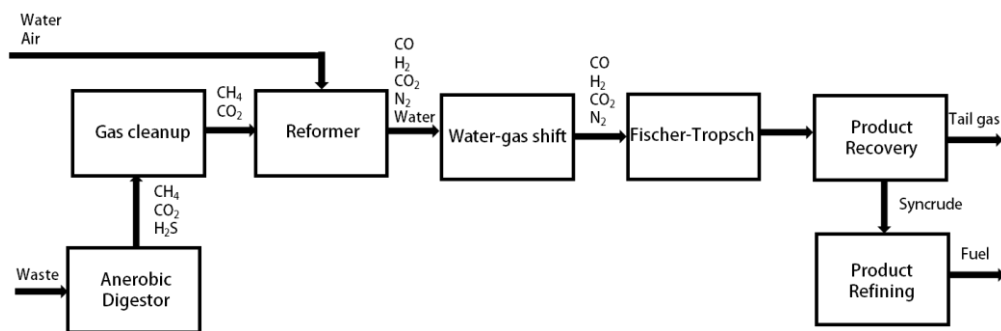 Water
Air
Gas cleanup
CH₄
CO₂
Reformer
CO
H₂
CO₂
N₂
Water
Water-gas shift
CO
H₂
CO₂
N₂
Fischer-Tropsch
Product
Recovery
Tail gas
CH₄
CO₂
H₂S
Syncrude
Waste
Anerobic
Digestor
Product
Refining
Fuel